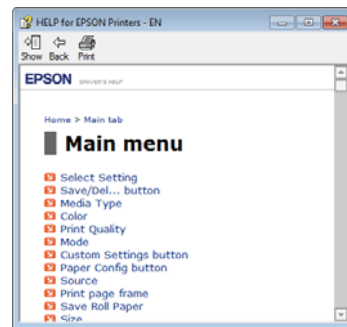 HELP for EPSON Printers - EN
Show Back Print
EPSON DRIVER'S HELP
Home > Main tab
Main menu
Select Setting
Save/Del... button
Media Type
Color
Print Quality
Mode
Custom Settings button
Paper Config button
Source
Print page frame
Save Roll Paper
Size